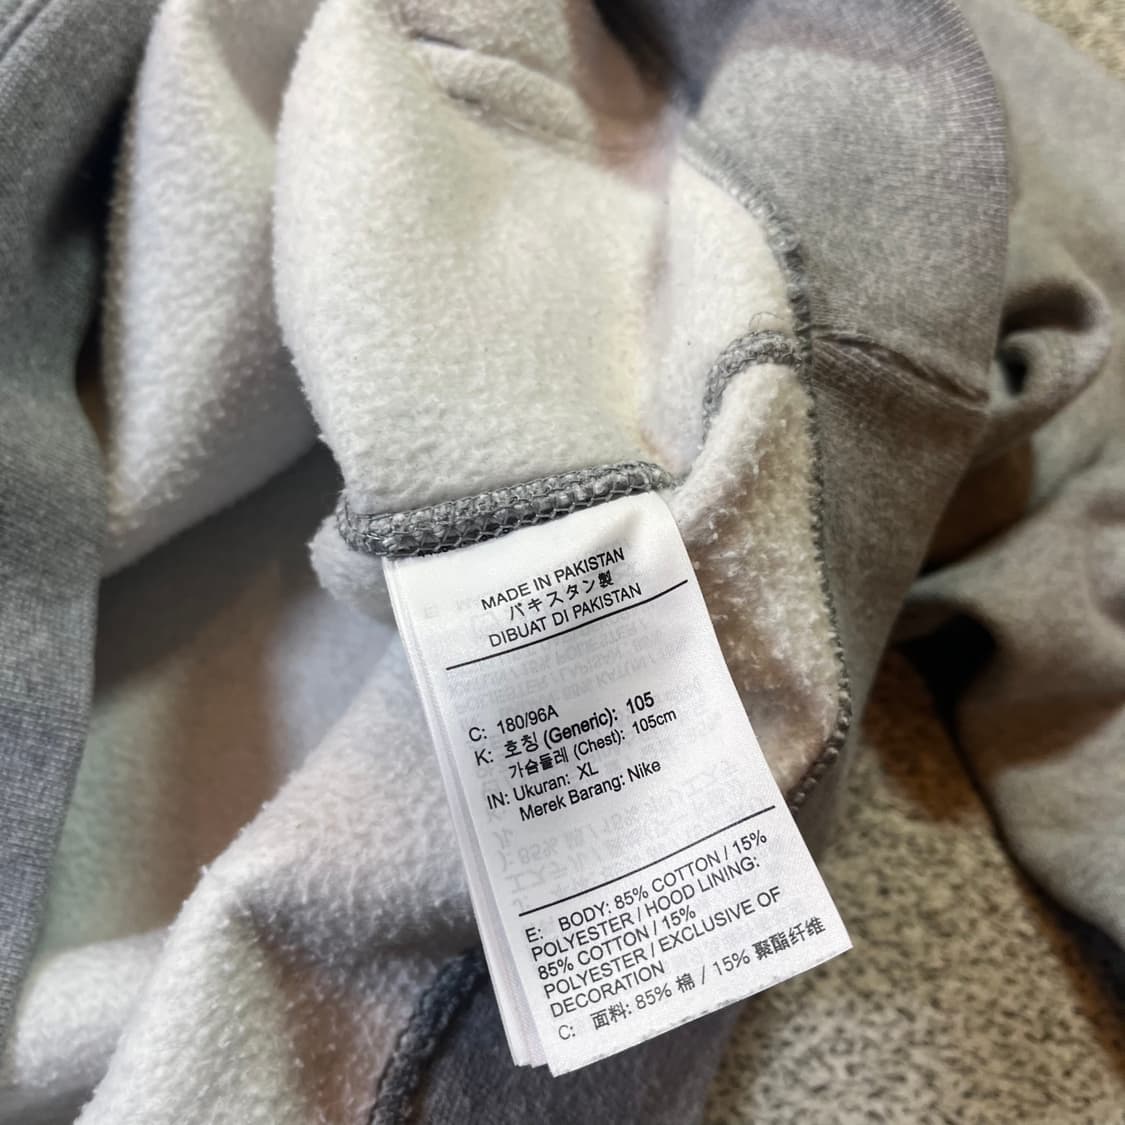 MADE IN PAKISTAN
パキスタン製
DIBUAT DI PAKISTAN
C: 180/96A
K: 호칭 (Generic): 105
가슴둘레 (Chest): 105cm
IN: Ukuran: XL
Merek Barang: Nike
E: BODY: 85% COTTON / 15%
POLYESTER / HOOD LINING:
85% COTTON / 15%
POLYESTER / EXCLUSIVE OF
DECORATION
C: 面料: 85% 棉 / 15% 聚酯纤维